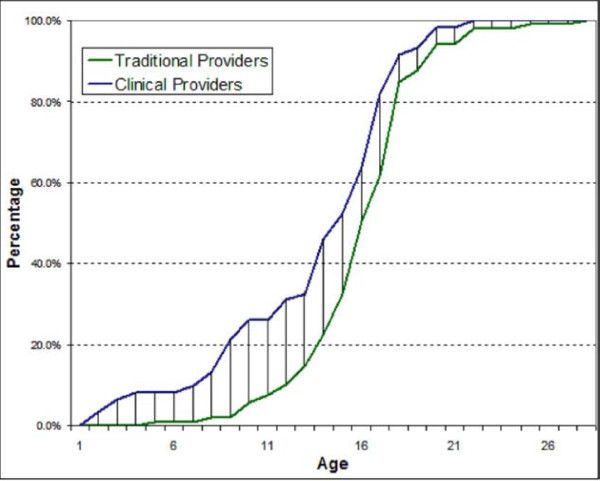 100.0%
Traditional Providers
Clinical Providers
80.0%
60.0%
40.0%
20.0%
0.0%
Percentage
1 6 11 16 21 26
Age